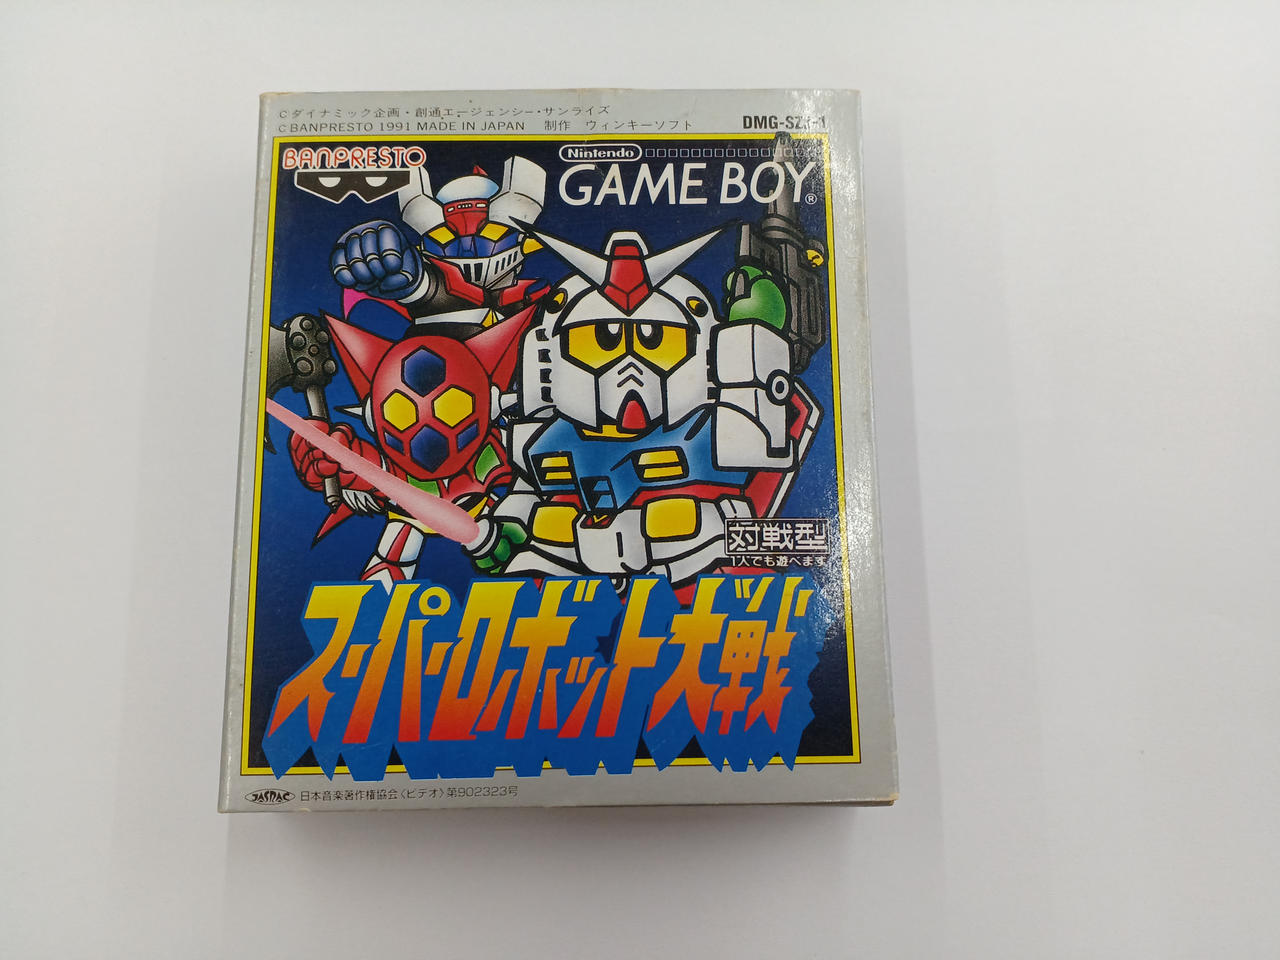 ©ダイナミック企画・創通エージェンシー・サンライズ
©BANPRESTO 1991 MADE IN JAPAN 制作 ウィンキーソフト
BANPRESTO
Nintendo
GAME BOY®
対戦型
1人でも遊べます
スーパーロボット大戦
JASRAC 日本音楽著作権協会〈ビデオ〉第902323号